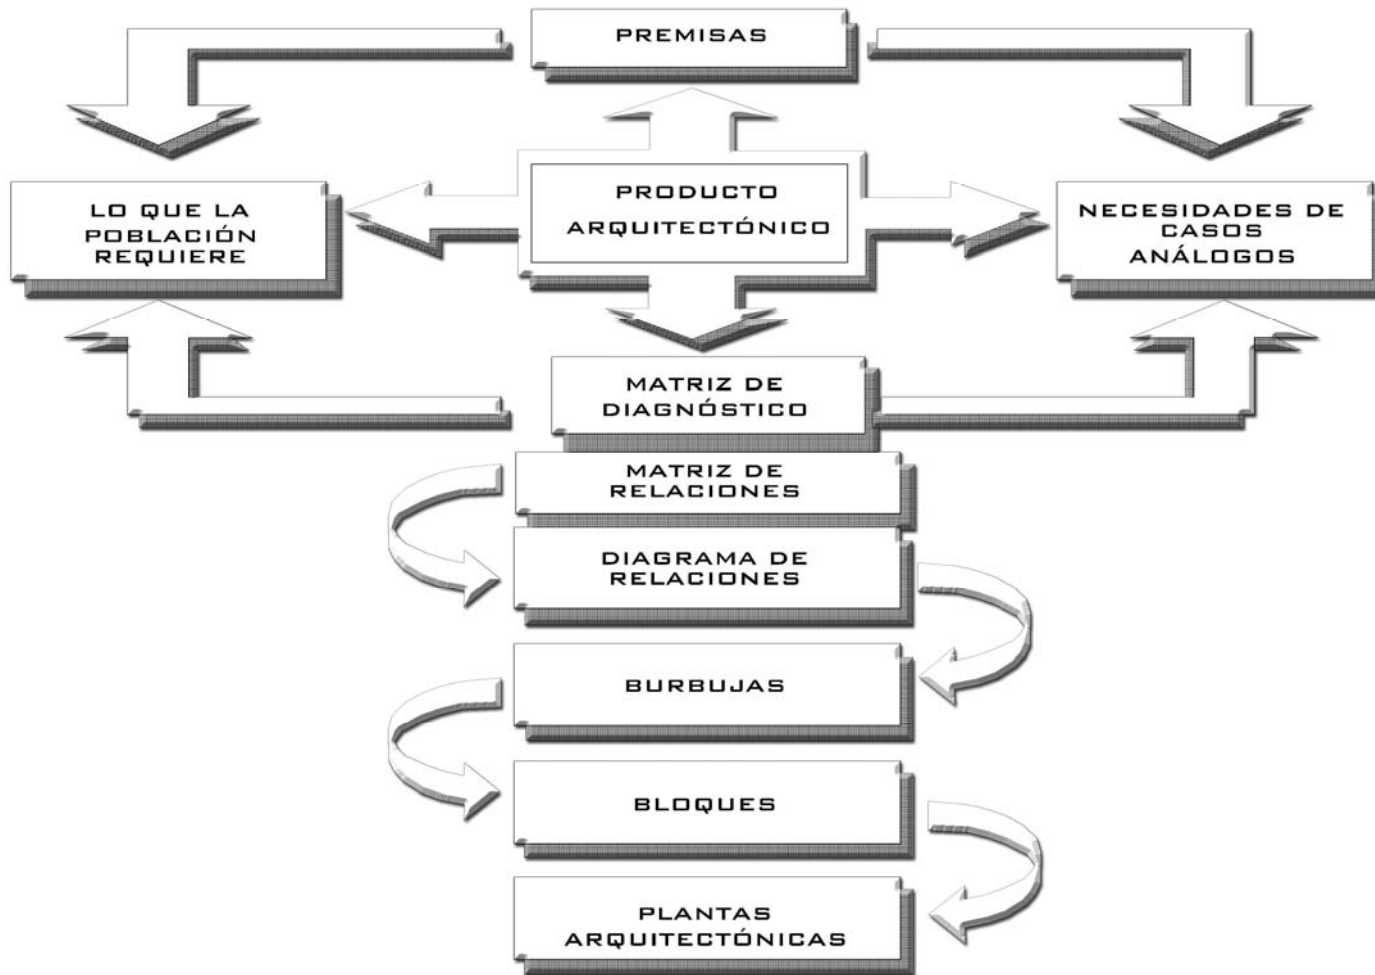 PREMISAS
LO QUE LA
POBLACIÓN
REQUIERE
PRODUCTO
ARQUITECTÓNICO
NECESIDADES DE
CASOS
ANÁLOGOS
MATRIZ DE
DIAGNÓSTICO
MATRIZ DE
RELACIONES
DIAGRAMA DE
RELACIONES
BURBUJAS
BLOQUES
PLANTAS
ARQUITECTÓNICAS